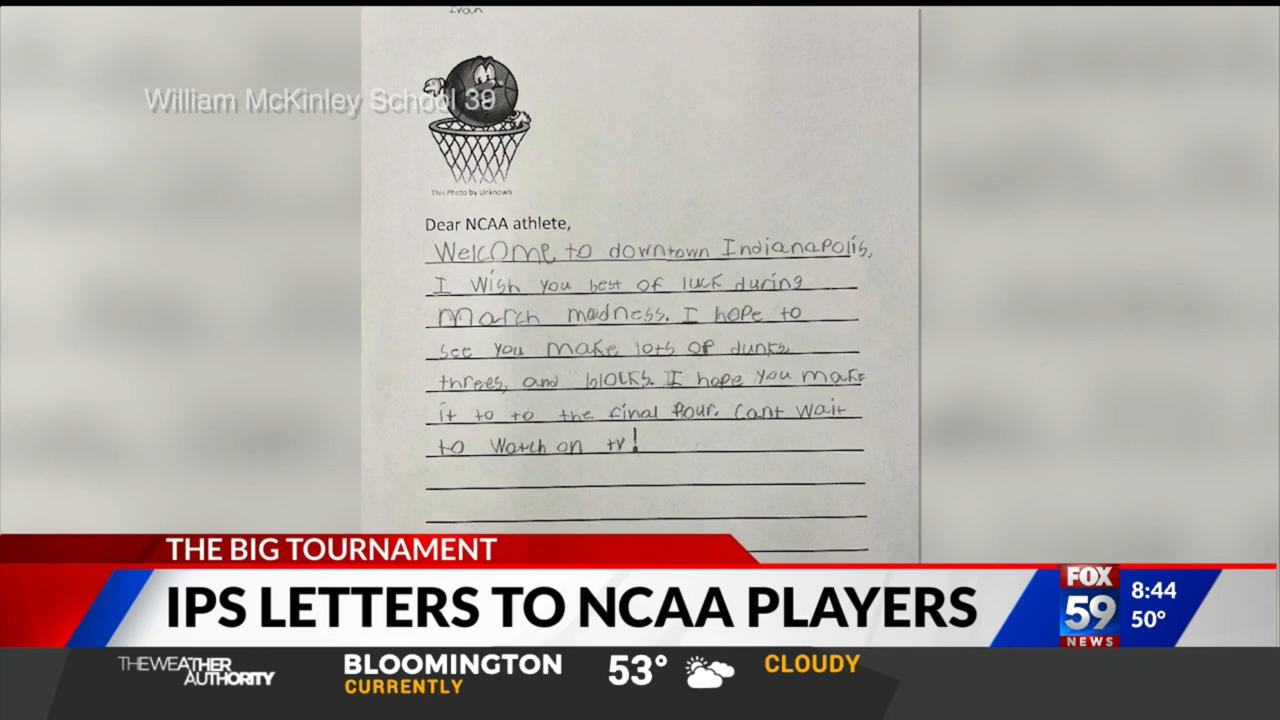 Ivan
William McKinley School 39
This Photo by Unknown
Dear NCAA athlete,
Welcome to downtown Indianapolis,
I wish you best of luck during
march madness. I hope to
see you make lots of dunks
threes, and blocks. I hope you make
it to to the final four. Cant wait
to watch on tv!
THE BIG TOURNAMENT
IPS LETTERS TO NCAA PLAYERS
FOX
59
NEWS
8:44
50°
THE WEATHER
AUTHORITY
BLOOMINGTON
CURRENTLY
53°
CLOUDY